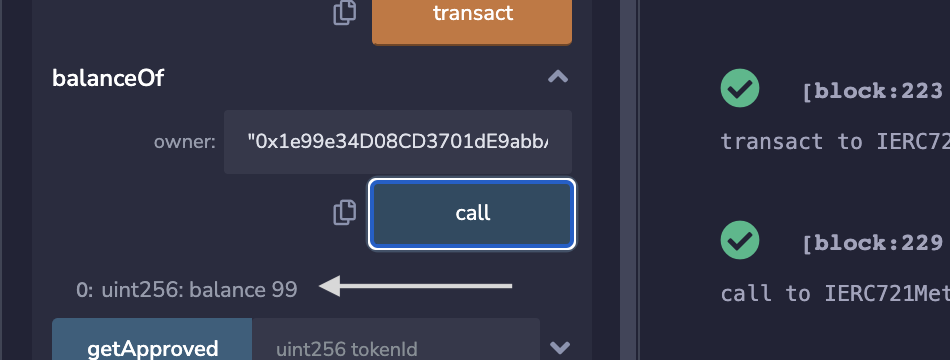 transact
balanceOf
owner:
"0x1e99e34D08CD3701dE9abb
call
0: uint256: balance 99
getApproved
uint256 tokenId
[block:223
transact to IERC72
[block:229
call to IERC721Met